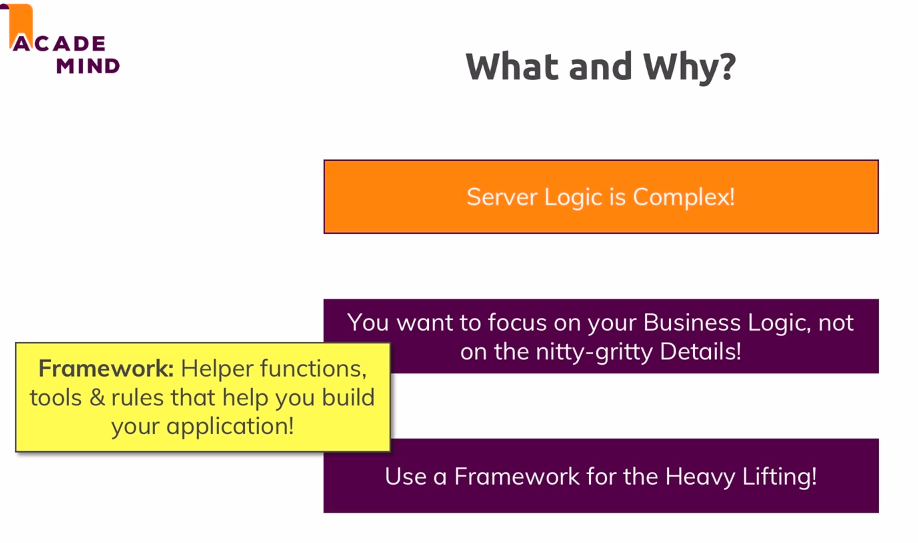 ACADE
MIND
What and Why?
Server Logic is Complex!
You want to focus on your Business Logic, not
on the nitty-gritty Details!
Framework: Helper functions,
tools & rules that help you build
your application!
Use a Framework for the Heavy Lifting!